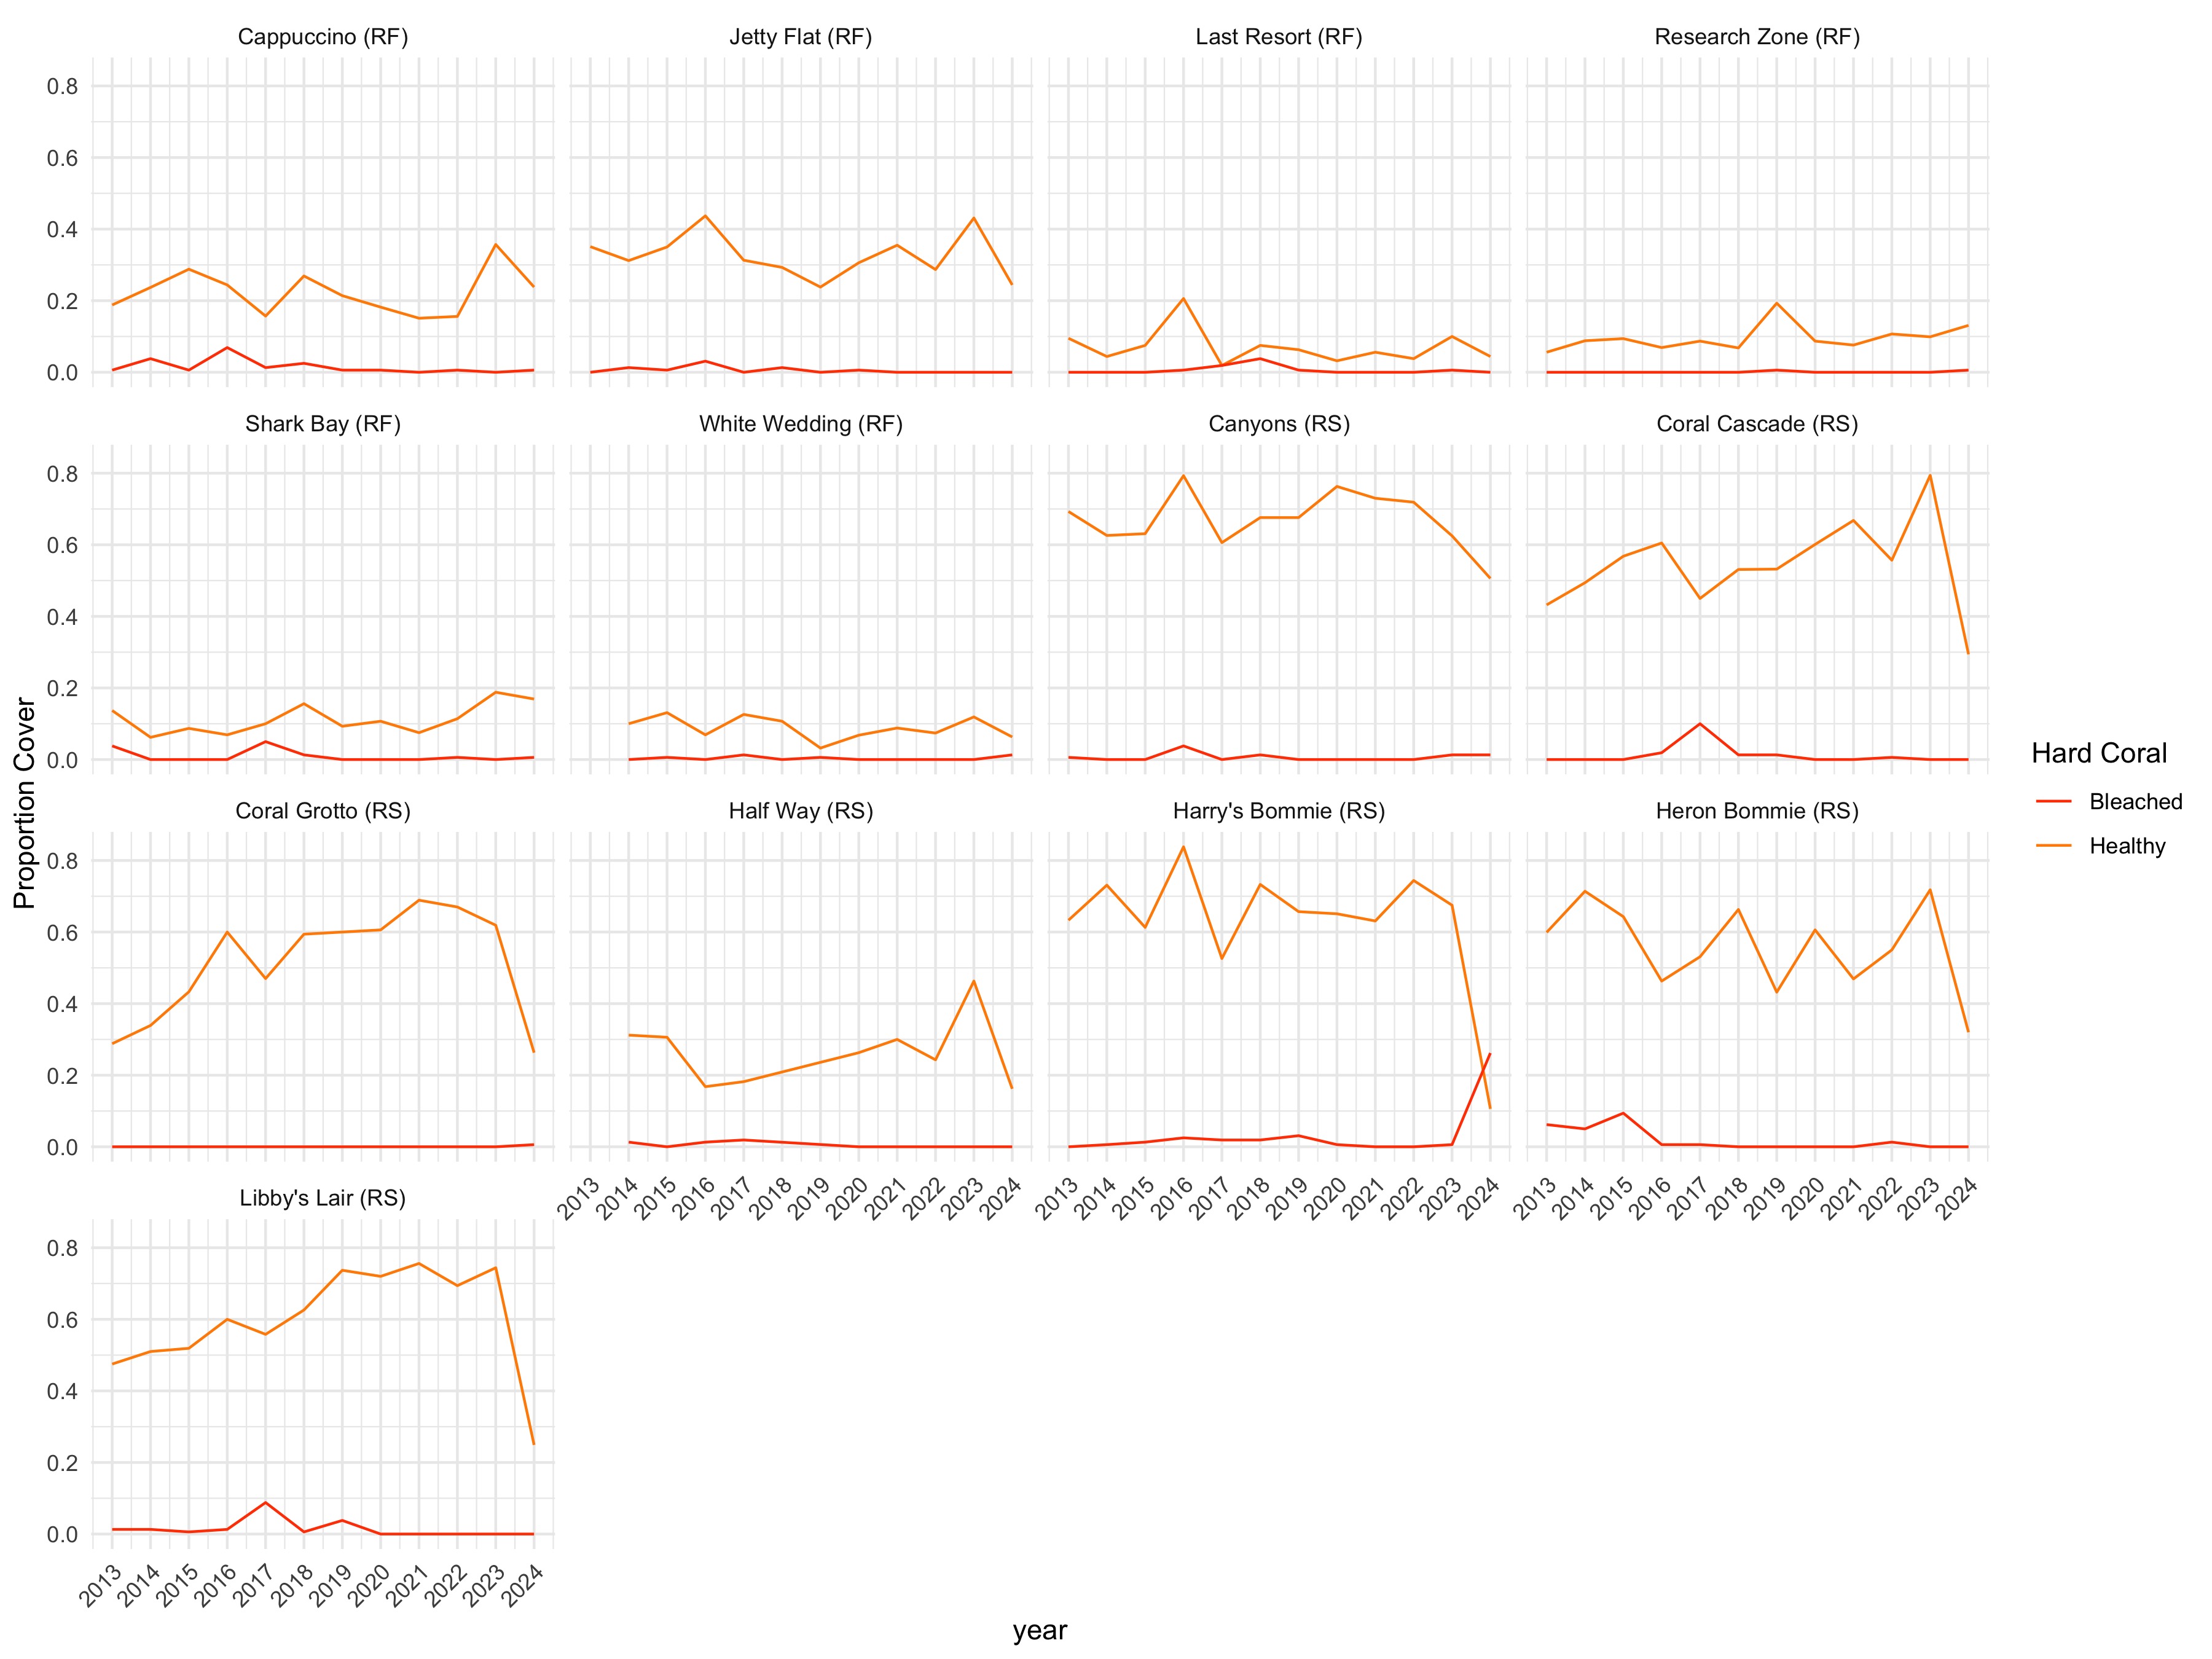 Cappuccino (RF) Jetty Flat (RF) Last Resort (RF) Research Zone (RF)
0.8
0.6
0.4
0.2
0.0
Shark Bay (RF) White Wedding (RF) Canyons (RS) Coral Cascade (RS)
0.8
0.6
0.4
0.2
0.0
Proportion Cover
Hard Coral
Bleached
Healthy
Coral Grotto (RS) Half Way (RS) Harry's Bommie (RS) Heron Bommie (RS)
0.8
0.6
0.4
0.2
0.0
2013 2014 2015 2016 2017 2018 2019 2020 2021 2022 2023 2024 2013 2014 2015 2016 2017 2018 2019 2020 2021 2022 2023 2024 2013 2014 2015 2016 2017 2018 2019 2020 2021 2022 2023 2024
Libby's Lair (RS)
0.8
0.6
0.4
0.2
0.0
2013 2014 2015 2016 2017 2018 2019 2020 2021 2022 2023 2024
year